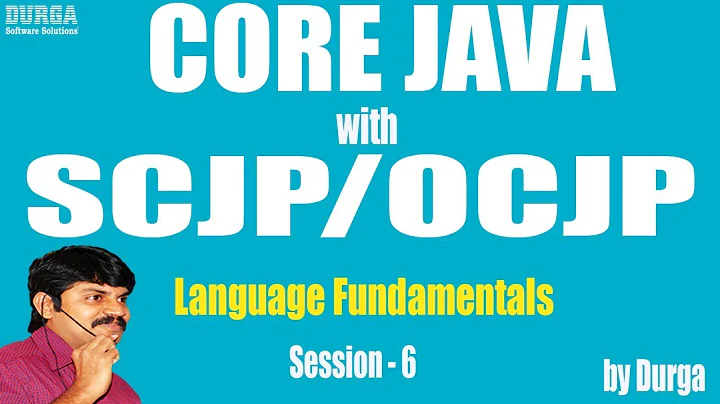 DURGA
Software Solutions
CORE JAVA
with
SCJP/OCJP
Language Fundamentals
Session - 6
by Durga